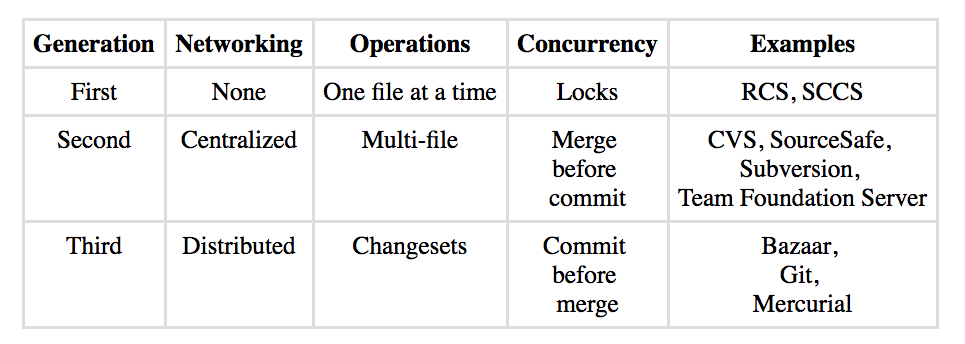 Generation Networking Operations Concurrency Examples
First None One file at a time Locks RCS, SCCS
Second Centralized Multi-file Merge before commit CVS, SourceSafe, Subversion, Team Foundation Server
Third Distributed Changesets Commit before merge Bazaar, Git, Mercurial